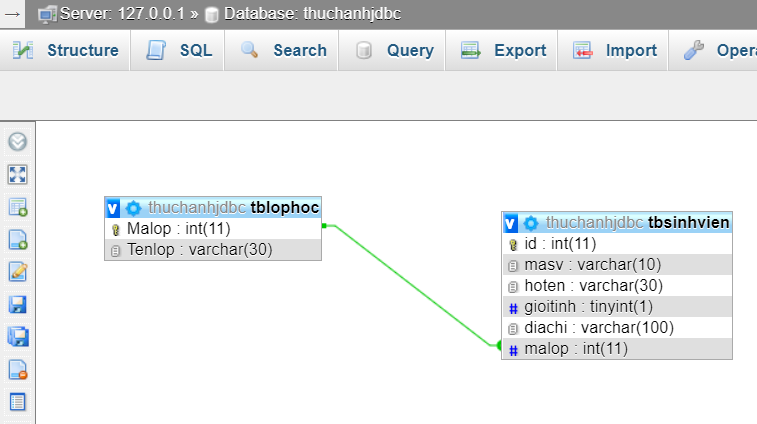 Server: 127.0.0.1 » Database: thuchanhjdbc
Structure SQL Search Query Export Import Opera
thuchanhjdbc tblophoc
Malop : int(11)
Tenlop : varchar(30)
thuchanhjdbc tbsinhvien
id : int(11)
masv : varchar(10)
hoten : varchar(30)
gioitinh : tinyint(1)
diachi : varchar(100)
malop : int(11)